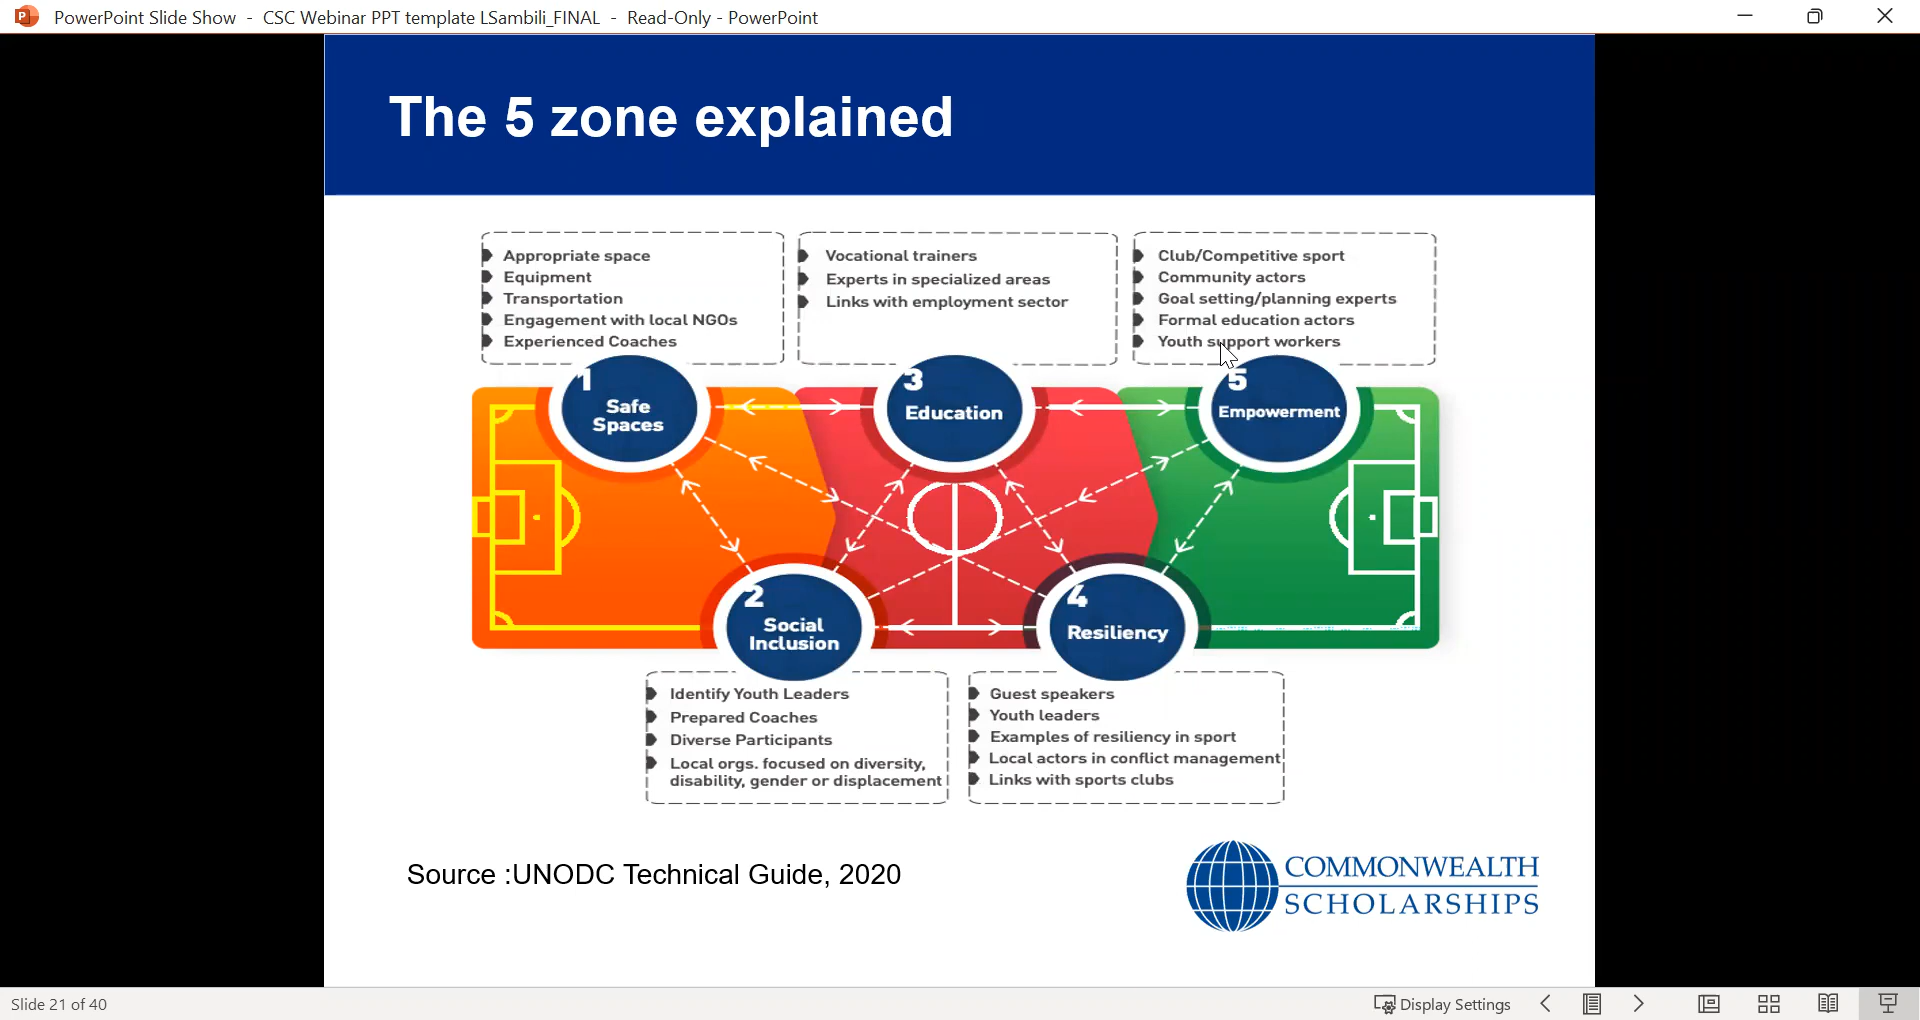 PowerPoint Slide Show - CSC Webinar PPT template LSambili_FINAL - Read-Only - PowerPoint
The 5 zone explained
Appropriate space
Equipment
Transportation
Engagement with local NGOs
Experienced Coaches
Vocational trainers
Experts in specialized areas
Links with employment sector
Club/Competitive sport
Community actors
Goal setting/planning experts
Formal education actors
Youth support workers
1
Safe
Spaces
3
Education
5
Empowerment
2
Social
Inclusion
4
Resiliency
Identify Youth Leaders
Prepared Coaches
Diverse Participants
Local orgs. focused on diversity,
disability, gender or displacement
Guest speakers
Youth leaders
Examples of resiliency in sport
Local actors in conflict management
Links with sports clubs
Source :UNODC Technical Guide, 2020
COMMONWEALTH
SCHOLARSHIPS
Slide 21 of 40
Display Settings